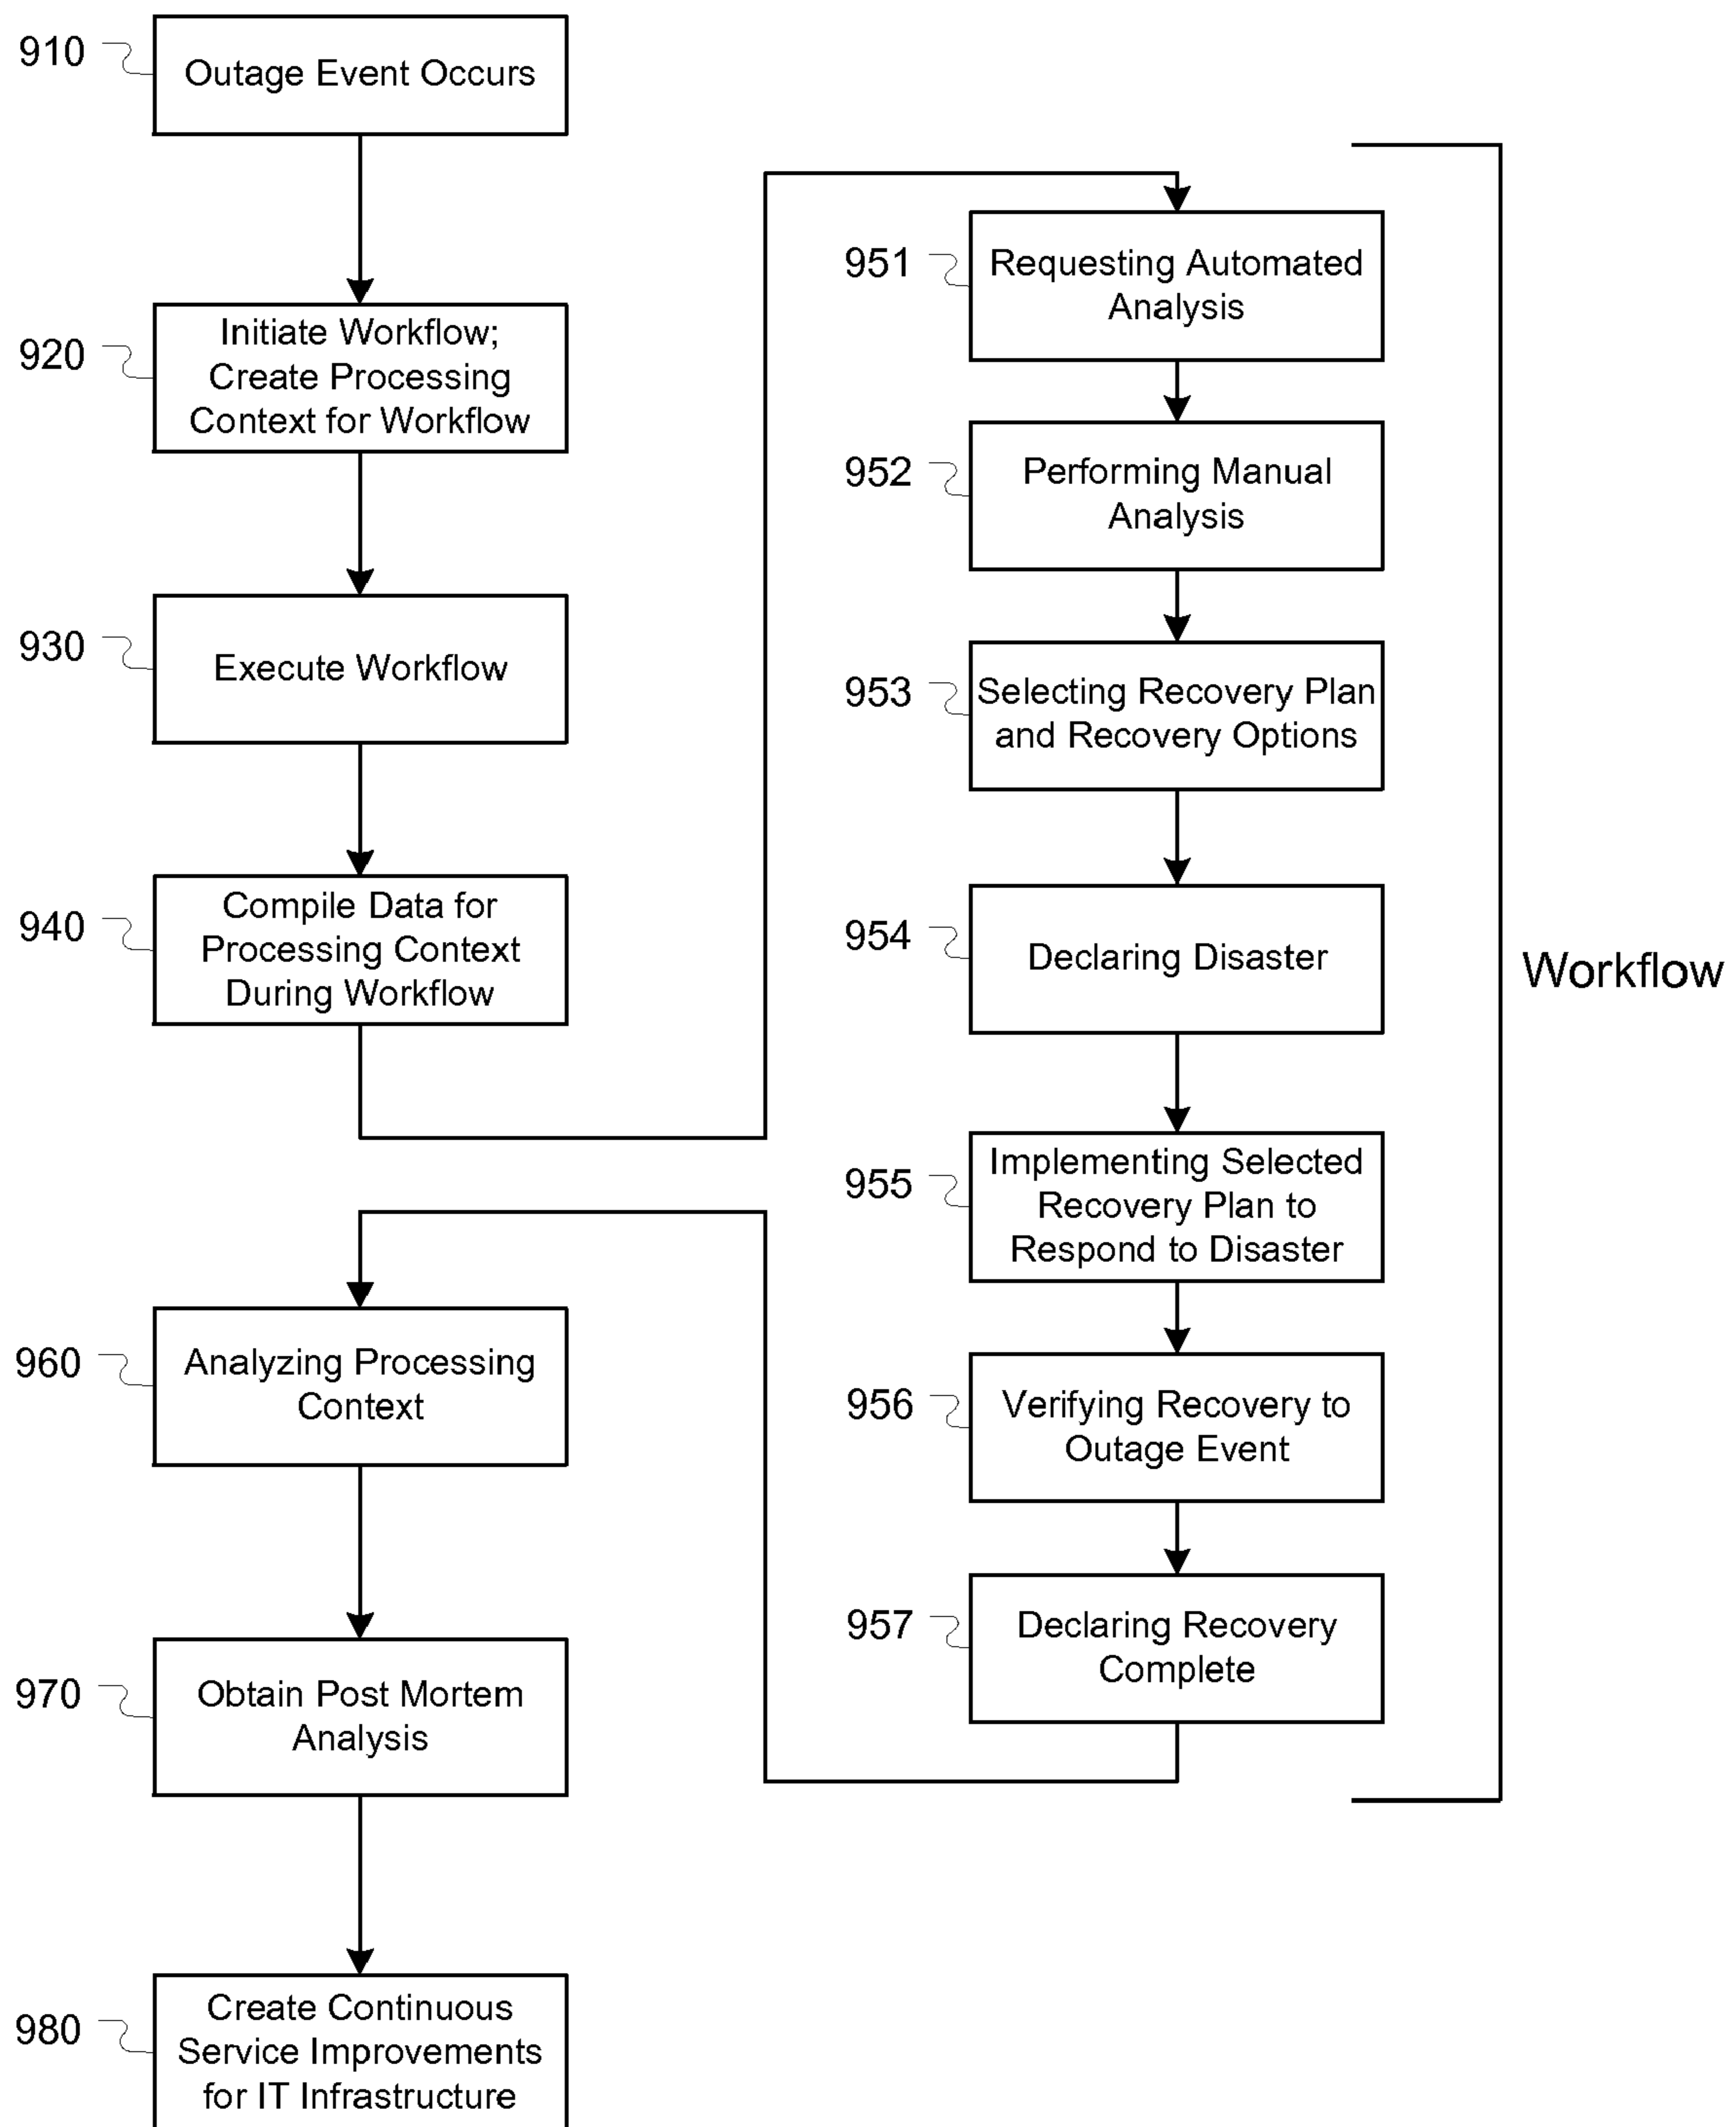 910
Outage Event Occurs
920
Initiate Workflow;
Create Processing
Context for Workflow
930
Execute Workflow
940
Compile Data for
Processing Context
During Workflow
951
Requesting Automated
Analysis
952
Performing Manual
Analysis
953
Selecting Recovery Plan
and Recovery Options
954
Declaring Disaster
955
Implementing Selected
Recovery Plan to
Respond to Disaster
956
Verifying Recovery to
Outage Event
957
Declaring Recovery
Complete
Workflow
960
Analyzing Processing
Context
970
Obtain Post Mortem
Analysis
980
Create Continuous
Service Improvements
for IT Infrastructure